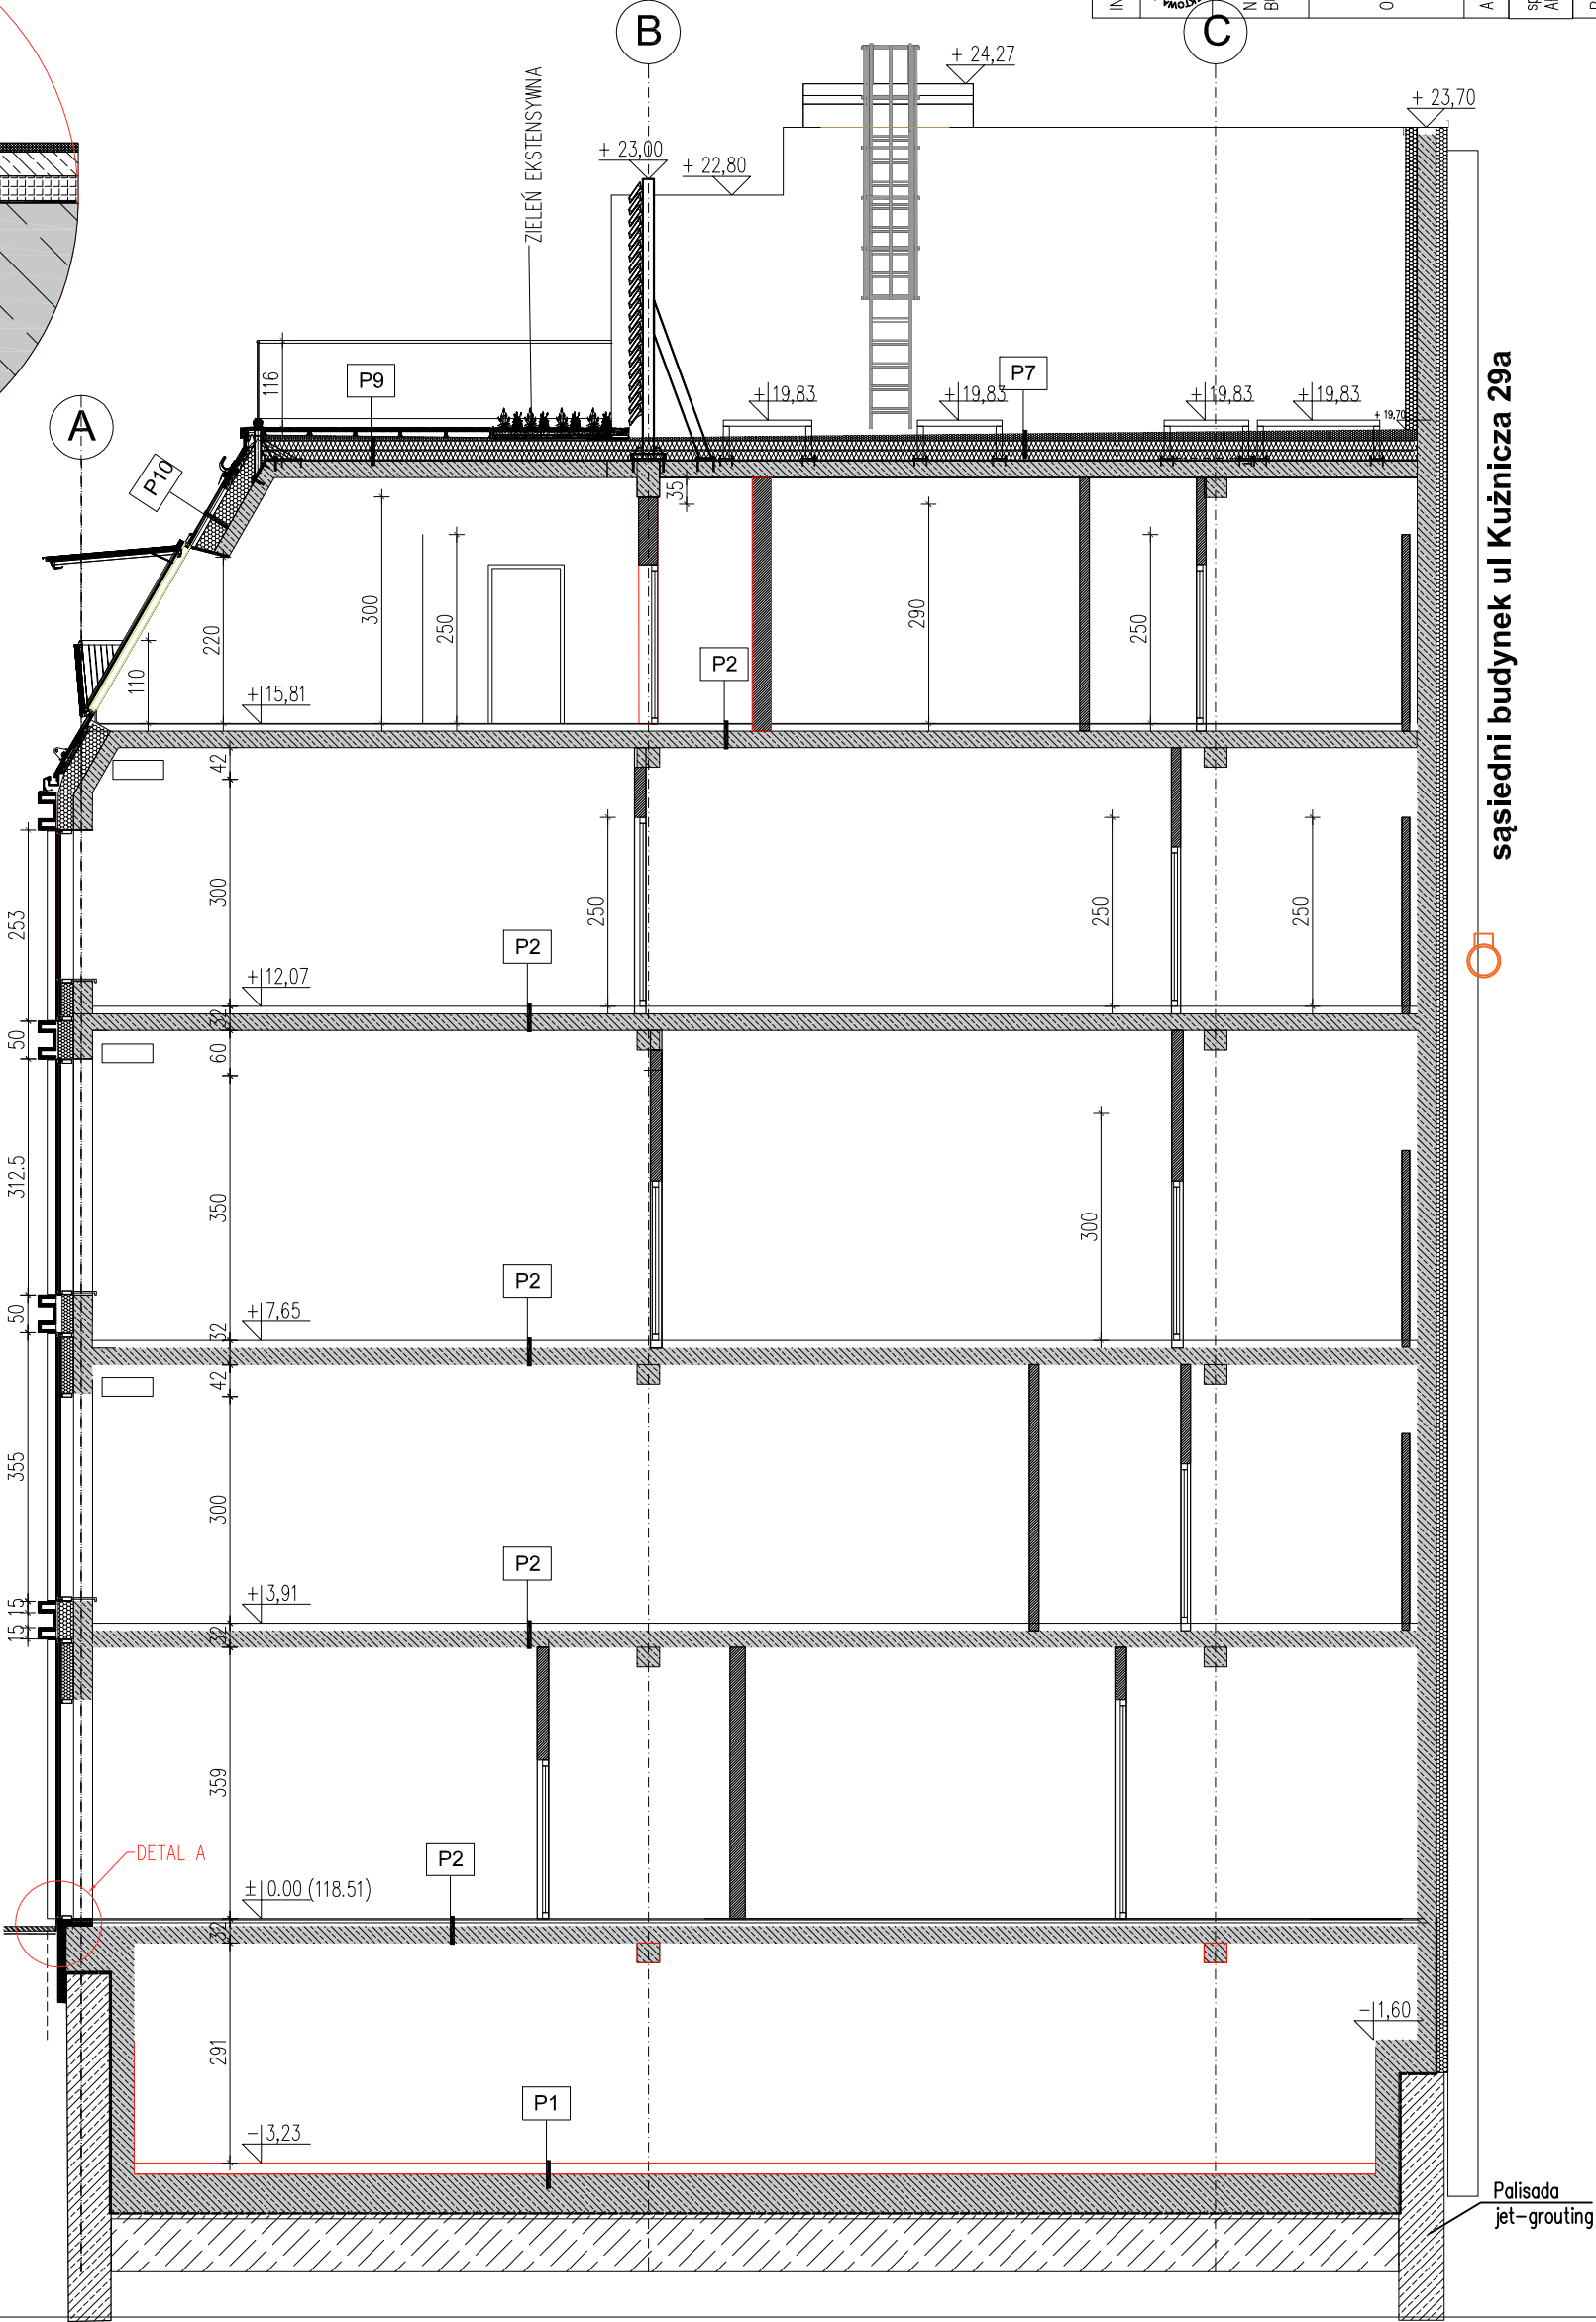 B
C
+ 24,27
+ 23,70
+ 23,00
+ 22,80
ZIELEŃ EKSTENSYWNA
116
P9
P7
+19,83
+19,83
+19,83
+19,83
+ 19,70
A
P10
35
300
250
290
250
220
110
P2
+15,81
sąsiedni budynek ul Kuźnicza 29a
42
253
300
250
250
250
P2
+12,07
32
50
60
312.5
350
300
P2
+7,65
32
50
42
355
300
P2
+3,91
15 15
32
359
DETAL A
P2
±0.00 (118.51)
32
-1,60
291
P1
-3,23
Palisada
jet-grouting